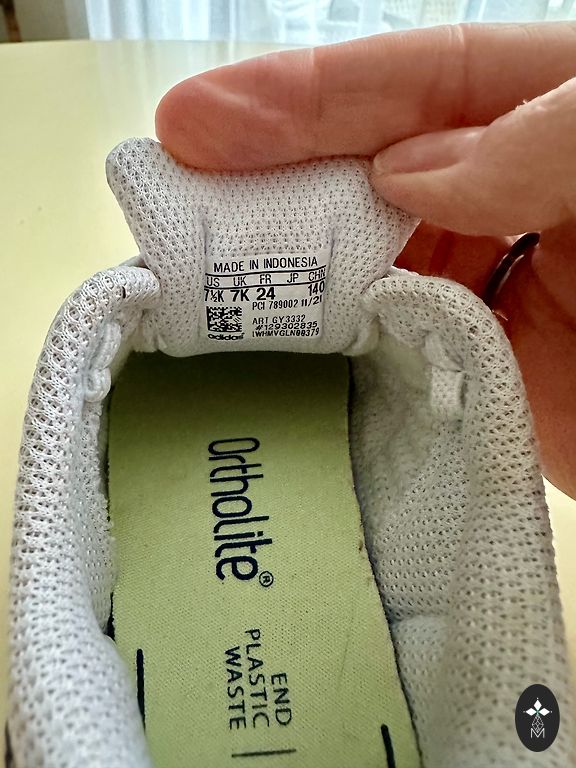 MADE IN INDONESIA
US UK FR JP CHN
7½K 7K 24 140
PCI 789002 11/21
ART GY3332
#129302835
adidas
Ortholite®
END
PLASTIC
WASTE